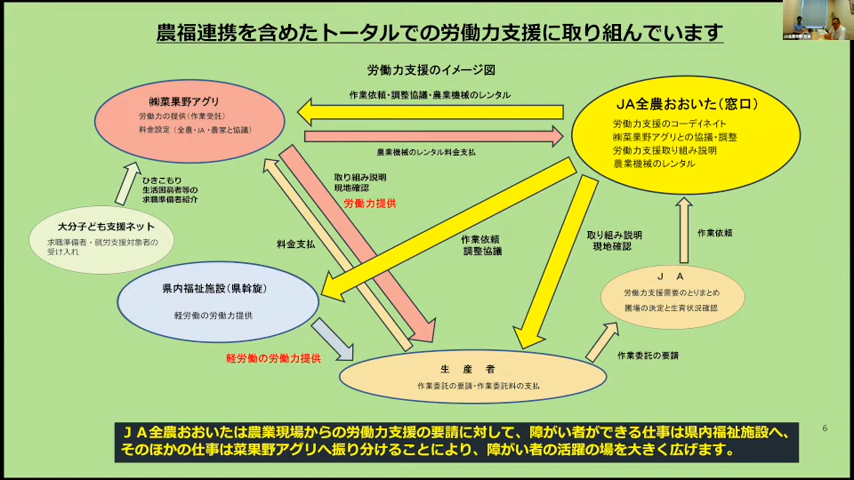 農福連携を含めたトータルでの労働力支援に取り組んでいます
労働力支援のイメージ図
㈱菜果野アグリ
労働力の提供(作業受託)
料金設定(全農・JA・農家と協議)
作業依頼・調整協議・農業機械のレンタル
農業機械のレンタル料金支払
JA全農おおいた(窓口)
労働力支援のコーデイネイト
㈱菜果野アグリとの協議・調整
労働力支援取り組み説明
農業機械のレンタル
ひきこもり
生活困窮者等の
求職準備者紹介
取り組み説明
現地確認
労働力提供
大分子ども支援ネット
求職準備者・就労支援対象者の
受け入れ
料金支払
作業依頼
調整協議
取り組み説明
現地確認
作業依頼
県内福祉施設(県斡旋)
軽労働の労働力提供
J A
労働力支援需要のとりまとめ
圃場の決定と生育状況確認
軽労働の労働力提供
作業委託の要請
生 産 者
作業委託の要請・作業委託料の支払
JA全農おおいたは農業現場からの労働力支援の要請に対して、障がい者ができる仕事は県内福祉施設へ、
そのほかの仕事は菜果野アグリへ振り分けることにより、障がい者の活躍の場を大きく広げます。
6